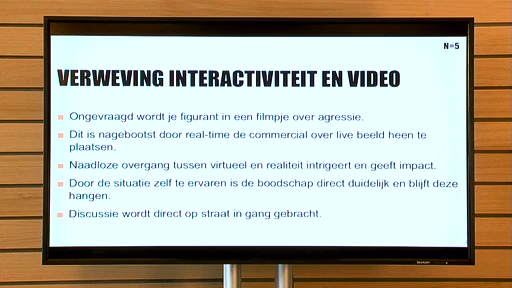 N=5
VERWEVING INTERACTIVITEIT EN VIDEO
Ongevraagd wordt je figurant in een filmpje over agressie.
Dit is nagebootst door real-time de commercial over live beeld heen te
plaatsen.
Naadloze overgang tussen virtueel en realiteit intrigeert en geeft impact.
Door de situatie zelf te ervaren is de boodschap direct duidelijk en blijft deze
hangen.
Discussie wordt direct op straat in gang gebracht.
SHARP